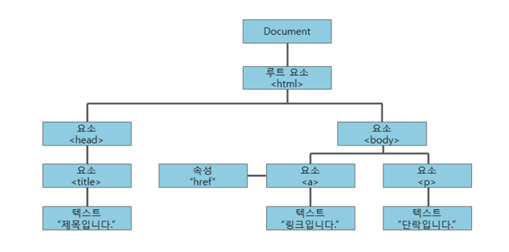 Document
루트 요소
<html>
요소
<head>
요소
<body>
요소
<title>
속성
"href"
요소
<a>
요소
<p>
텍스트
"제목입니다."
텍스트
"링크입니다."
텍스트
"단락입니다."